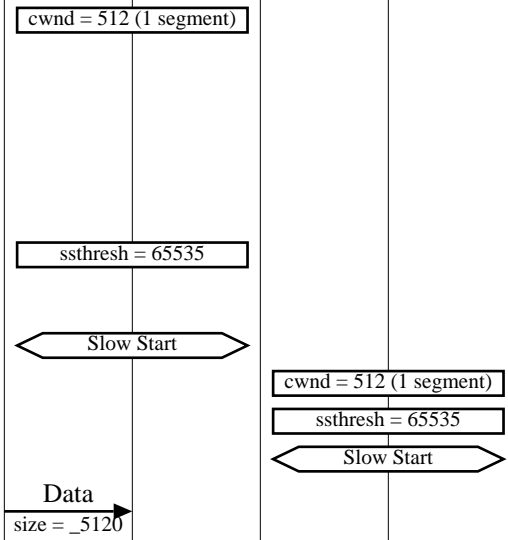 cwnd = 512 (1 segment)
ssthresh = 65535
Slow Start
cwnd = 512 (1 segment)
ssthresh = 65535
Slow Start
Data
size = _5120